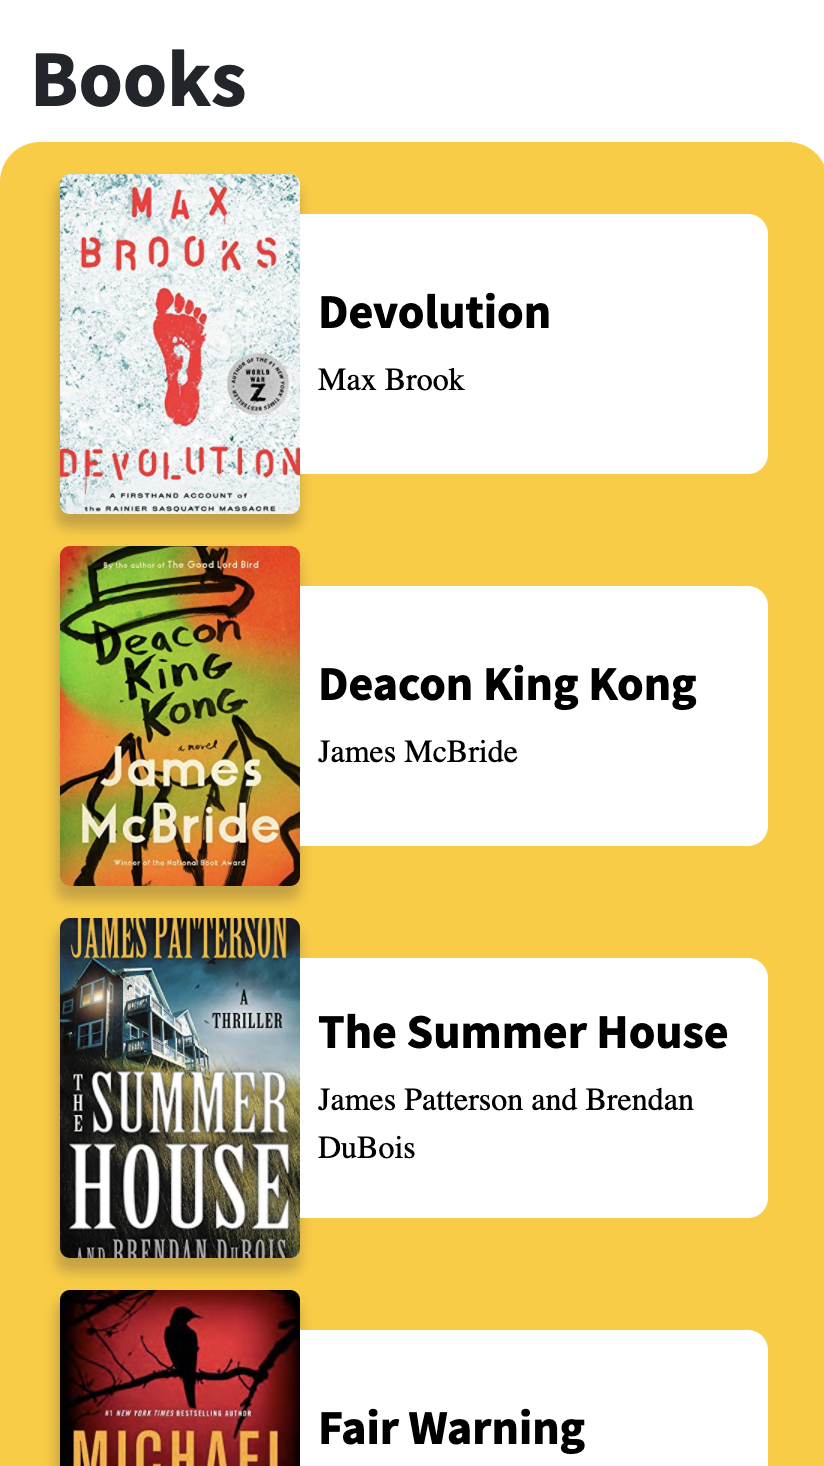 Books
MAX
BROOKS
AUTHOR OF THE #1 NEW YORK TIMES BESTSELLER
WORLD
WAR
Z
DEVOLUTION
A FIRSTHAND ACCOUNT of
the RAINIER SASQUATCH MASSACRE
Devolution
Max Brook
By the author of The Good Lord Bird
Deacon
King
Kong
a novel
James
McBride
Winner of the National Book Award
Deacon King Kong
James McBride
JAMES PATTERSON
A
THRILLER
THE SUMMER
HOUSE
AND BRENDAN DUBOIS
The Summer House
James Patterson and Brendan
DuBois
#1 NEW YORK TIMES BESTSELLING AUTHOR
MICHAEL
Fair Warning